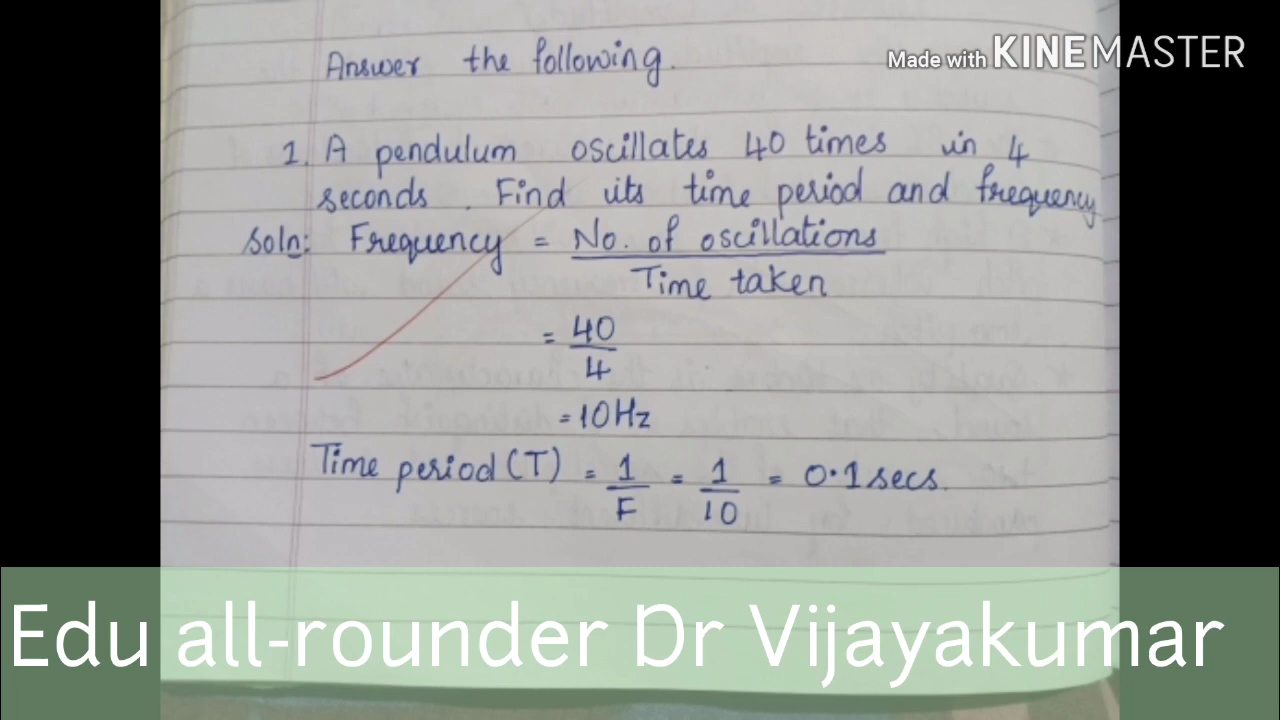 Made with KINEMASTER
Answer the following.
1. A pendulum oscillates 40 times in 4
seconds. Find its time period and frequency
Soln: Frequency = No. of oscillations
Time taken
= 40
4
= 10Hz
Time period (T) = 1 = 1 = 0.1 secs.
F 10
Edu all-rounder Dr Vijayakumar